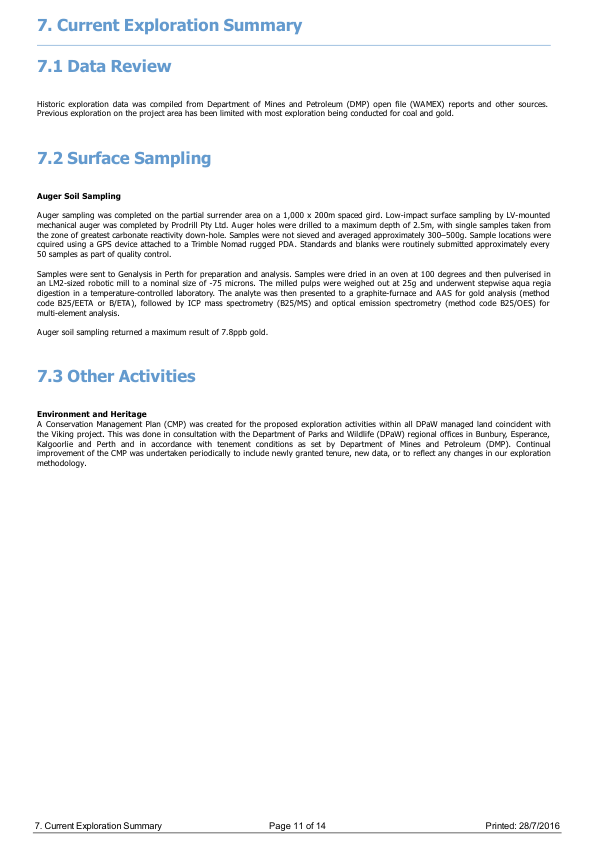 7. Current Exploration Summary
7.1 Data Review
Historic exploration data was compiled from Department of Mines and Petroleum (DMP) open file (WAMEX) reports and other sources.
Previous exploration on the project area has been limited with most exploration being conducted for coal and gold.
7.2 Surface Sampling
Auger Soil Sampling
Auger sampling was completed on the partial surrender area on a 1,000 x 200m spaced gird. Low-impact surface sampling by LV-mounted
mechanical auger was completed by Prodrill Pty Ltd. Auger holes were drilled to a maximum depth of 2.5m, with single samples taken from
the zone of greatest carbonate reactivity down-hole. Samples were not sieved and averaged approximately 300–500g. Sample locations were
cquired using a GPS device attached to a Trimble Nomad rugged PDA. Standards and blanks were routinely submitted approximately every
50 samples as part of quality control.
Samples were sent to Genalysis in Perth for preparation and analysis. Samples were dried in an oven at 100 degrees and then pulverised in
an LM2-sized robotic mill to a nominal size of -75 microns. The milled pulps were weighed out at 25g and underwent stepwise aqua regia
digestion in a temperature-controlled laboratory. The analyte was then presented to a graphite-furnace and AAS for gold analysis (method
code B25/EETA or B/ETA), followed by ICP mass spectrometry (B25/MS) and optical emission spectrometry (method code B25/OES) for
multi-element analysis.
Auger soil sampling returned a maximum result of 7.8ppb gold.
7.3 Other Activities
Environment and Heritage
A Conservation Management Plan (CMP) was created for the proposed exploration activities within all DPaW managed land coincident with
the Viking project. This was done in consultation with the Department of Parks and Wildlife (DPaW) regional offices in Bunbury, Esperance,
Kalgoorlie and Perth and in accordance with tenement conditions as set by Department of Mines and Petroleum (DMP). Continual
improvement of the CMP was undertaken periodically to include newly granted tenure, new data, or to reflect any changes in our exploration
methodology.
7. Current Exploration Summary Page 11 of 14 Printed: 28/7/2016